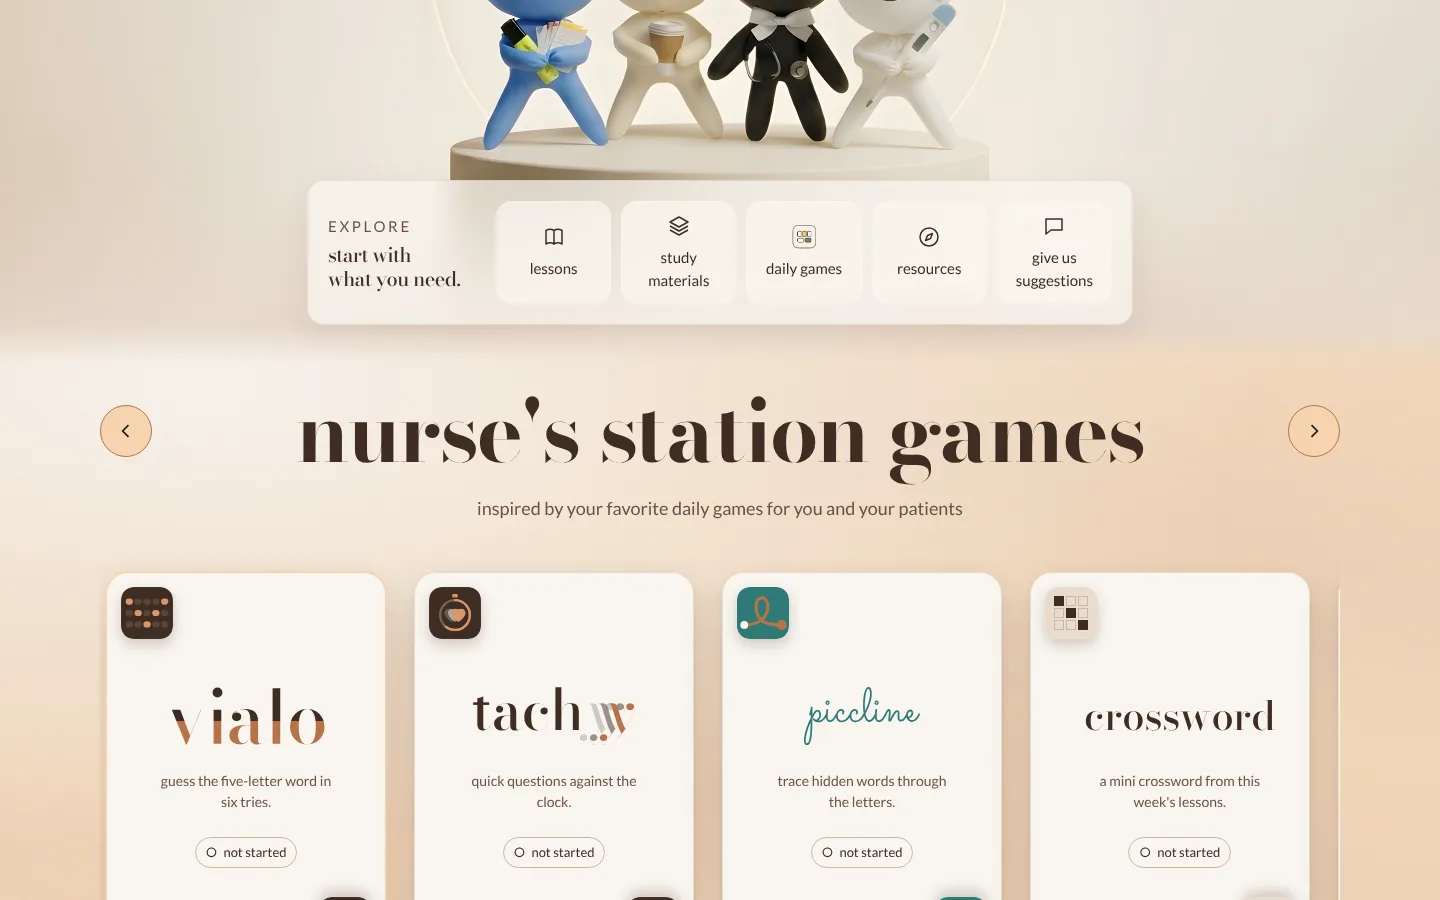 EXPLORE
start with
what you need.
lessons
study
materials
daily games
resources
give us
suggestions
nurse's station games
inspired by your favorite daily games for you and your patients
vialo
guess the five-letter word in
six tries.
not started
tachy
quick questions against the
clock.
not started
piccline
trace hidden words through
the letters.
not started
crossword
a mini crossword from this
week's lessons.
not started